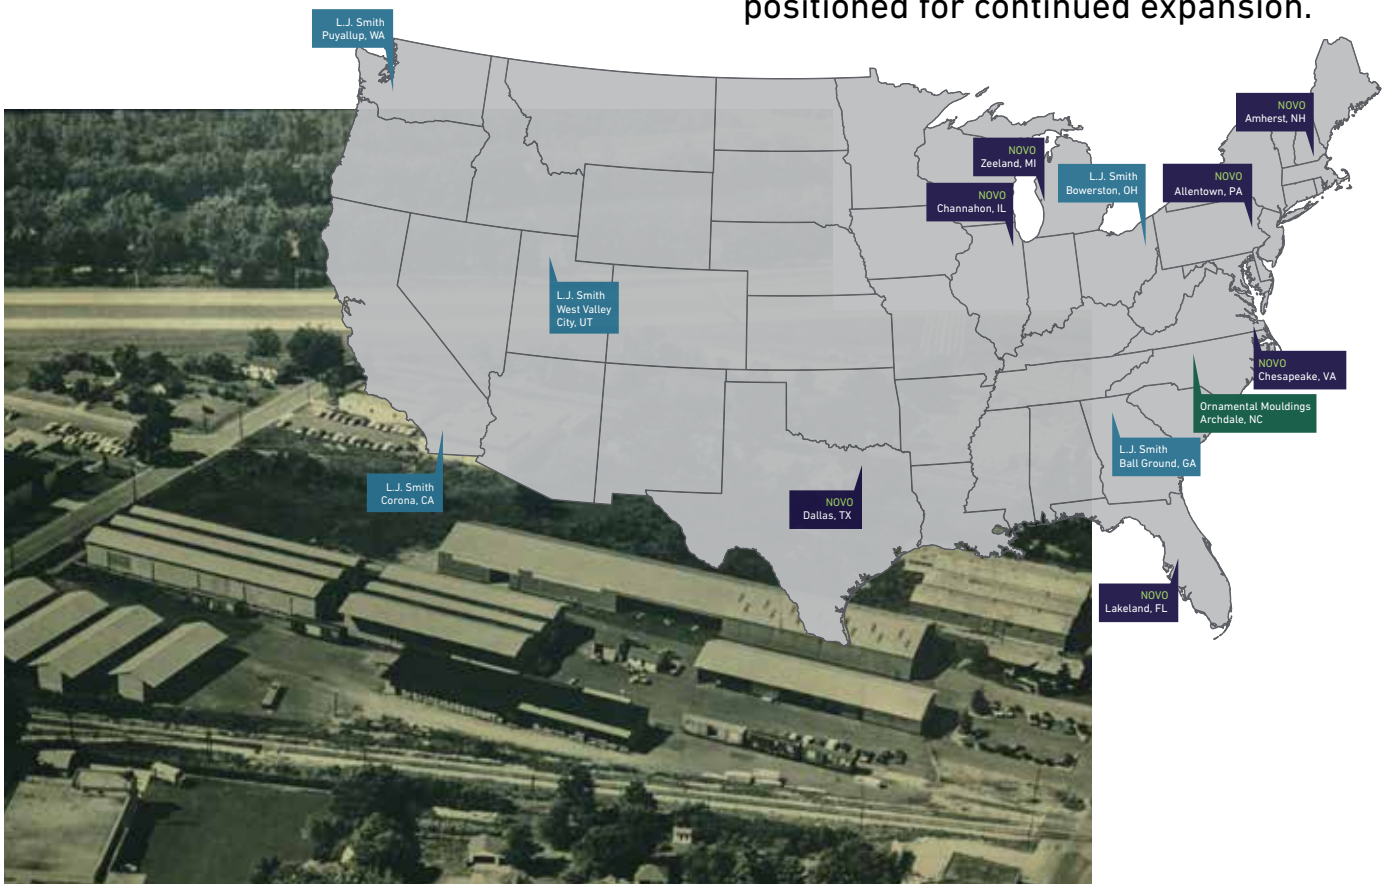 positioned for continued expansion.
L.J. Smith
Puyallup, WA
NOVO
Amherst, NH
NOVO
Zeeland, MI
L.J. Smith
Bowerston, OH
NOVO
Allentown, PA
NOVO
Channahon, IL
L.J. Smith
West Valley
City, UT
NOVO
Chesapeake, VA
Ornamental Mouldings
Archdale, NC
L.J. Smith
Ball Ground, GA
L.J. Smith
Corona, CA
NOVO
Dallas, TX
NOVO
Lakeland, FL